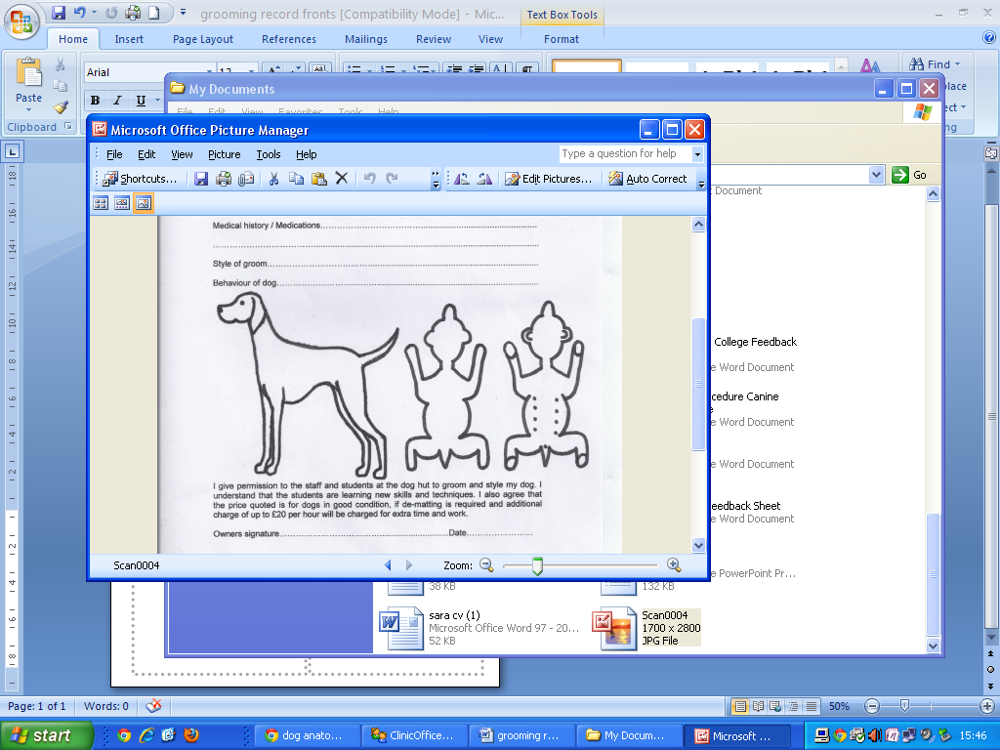 grooming record fronts [Compatibility Mode] - Mic...
Text Box Tools
Home Insert Page Layout References Mailings Review View Format
Arial 12
Find
Paste
B I U
Clipboard
My Documents
File Edit View Favorites Tools Help
Microsoft Office Picture Manager
File Edit View Picture Tools Help
Type a question for help
Shortcuts...
Edit Pictures...
Auto Correct
Go
Medical history / Medications
Style of groom
Behaviour of dog
I give permission to the staff and students at the dog hut to groom and style my dog. I
understand that the students are learning new skills and techniques. I also agree that
the price quoted is for dogs in good condition, if de-matting is required and additional
charge of up to £20 per hour will be charged for extra time and work.
Owners signature Date
Scan0004
Zoom:
t Document
College Feedback
e Word Document
cedure Canine
e Word Document
e Word Document
eedback Sheet
e Word Document
e PowerPoint Pr...
38 KB
132 KB
sara cv (1)
Microsoft Office Word 97 - 20...
52 KB
Scan0004
1700 x 2800
JPG File
Page: 1 of 1
Words: 0
50%
start
dog anato...
ClinicOffice...
grooming r...
My Docum...
Microsoft ...
15:46